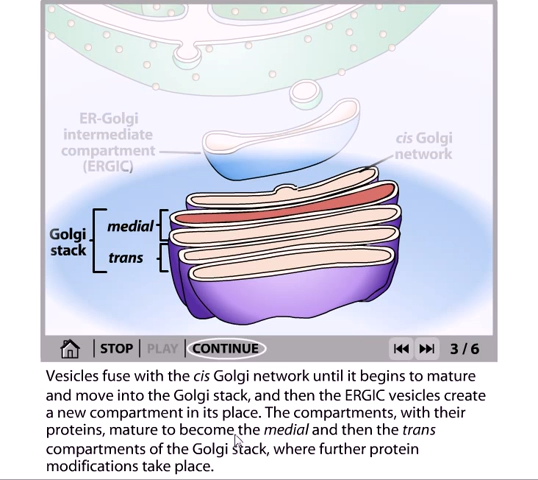 ER-Golgi
intermediate
compartment
(ERGIC)
cis Golgi
network
Golgi
stack
medial
trans
STOP PLAY CONTINUE 3 / 6
Vesicles fuse with the cis Golgi network until it begins to mature
and move into the Golgi stack, and then the ERGIC vesicles create
a new compartment in its place. The compartments, with their
proteins, mature to become the medial and then the trans
compartments of the Golgi stack, where further protein
modifications take place.